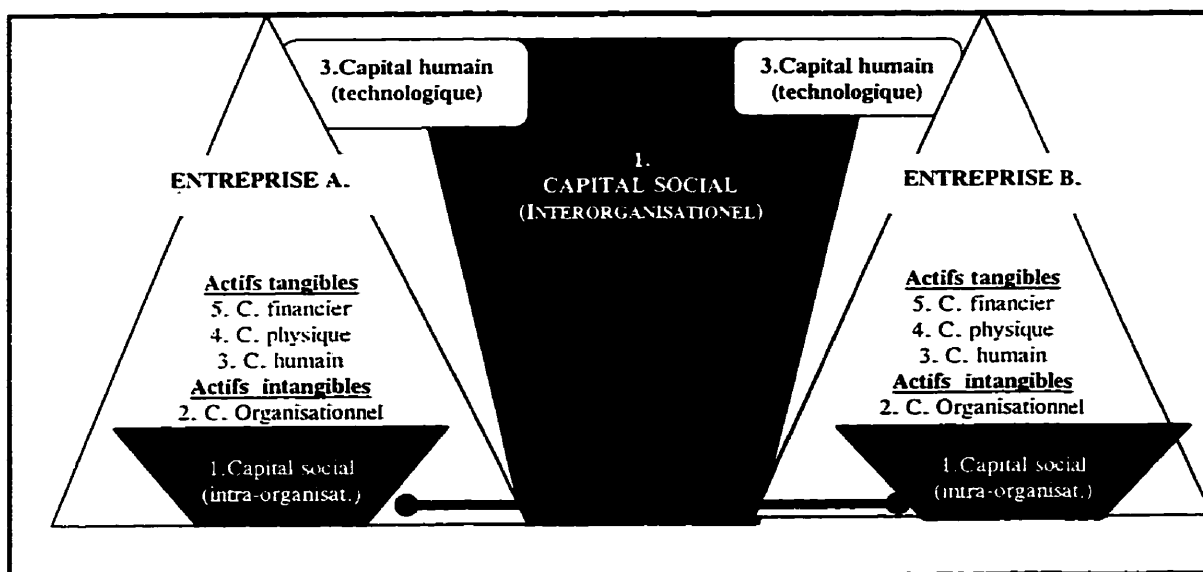 3.Capital humain
(technologique)
ENTREPRISE A.
Actifs tangibles
5. C. financier
4. C. physique
3. C. humain
Actifs intangibles
2. C. Organisationnel
1.Capital social
(intra-organisat.)
1.
CAPITAL SOCIAL
(INTERORGANISATIONEL)
3.Capital humain
(technologique)
ENTREPRISE B.
Actifs tangibles
5. C. financier
4. C. physique
3. C. humain
Actifs intangibles
2. C. Organisationnel
1.Capital social
(intra-organisat.)